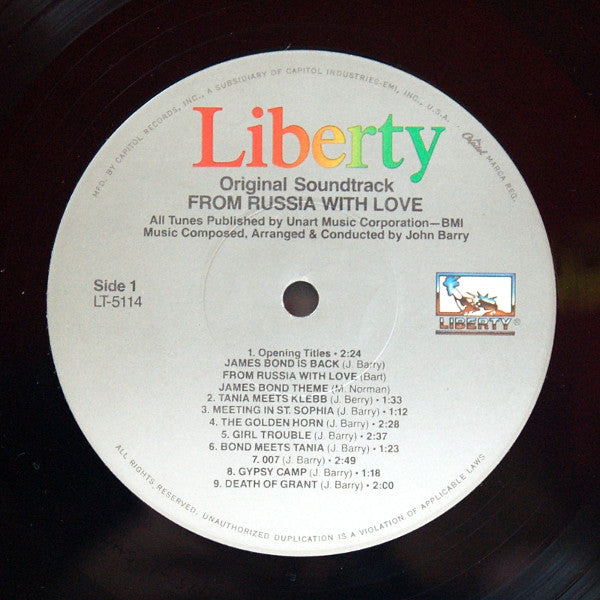 MFD. BY CAPITOL RECORDS, INC., A SUBSIDIARY OF CAPITOL INDUSTRIES-EMI, INC., U.S.A. Capitol MARCA REG.
Liberty
Original Soundtrack
FROM RUSSIA WITH LOVE
All Tunes Published by Unart Music Corporation—BMI
Music Composed, Arranged & Conducted by John Barry
Side 1
LT-5114
LIBERTY®
1. Opening Titles • 2:24
JAMES BOND IS BACK (J. Barry)
FROM RUSSIA WITH LOVE (Bart)
JAMES BOND THEME (M. Norman)
2. TANIA MEETS KLEBB (J. Berry) • 1:33
3. MEETING IN ST. SOPHIA (J. Barry) • 1:12
4. THE GOLDEN HORN (J. Barry) • 2:28
5. GIRL TROUBLE (J. Barry) • 2:37
6. BOND MEETS TANIA (J. Barry) • 1:23
7. 007 (J. Barry) • 2:49
8. GYPSY CAMP (J. Barry) • 1:18
9. DEATH OF GRANT (J. Barry) • 2:00
ALL RIGHTS RESERVED. UNAUTHORIZED DUPLICATION IS A VIOLATION OF APPLICABLE LAWS